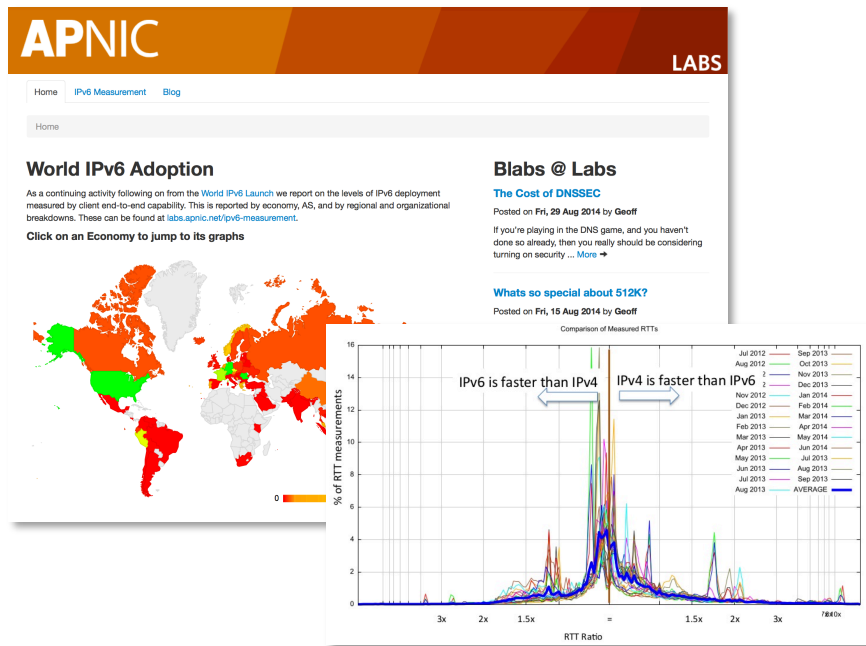 APNIC
LABS
Home
IPv6 Measurement
Blog
Home
World IPv6 Adoption
As a continuing activity following on from the World IPv6 Launch we report on the levels of IPv6 deployment
measured by client end-to-end capability. This is reported by economy, AS, and by regional and organizational
breakdowns. These can be found at labs.apnic.net/ipv6-measurement.
Click on an Economy to jump to its graphs
0
Blabs @ Labs
The Cost of DNSSEC
Posted on Fri, 29 Aug 2014 by Geoff
If you're playing in the DNS game, and you haven't
done so already, then you really should be considering
turning on security ... More ➔
Whats so special about 512K?
Posted on Fri, 15 Aug 2014 by Geoff
Comparison of Measured RTTs
% of RTT measurements
16
14
12
10
8
6
4
2
0
IPv6 is faster than IPv4
IPv4 is faster than IPv6
Jul 2012
Aug 2012
2
2
Nov 2012
Dec 2012
Jan 2013
Feb 2013
Mar 2013
Apr 2013
May 2013
Jun 2013
Aug 2013
Sep 2013
Oct 2013
Nov 2013
Dec 2013
Jan 2014
Feb 2014
Mar 2014
Apr 2014
May 2014
Jun 2014
Jul 2013
Aug 2013
Sep 2013
AVERAGE
3x
2x
1.5x
=
1.5x
2x
3x
RTT Ratio